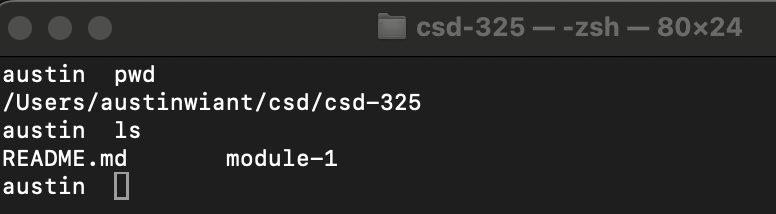 csd-325 — -zsh — 80×24
austin  pwd
/Users/austinwiant/csd/csd-325
austin  ls
README.md       module-1
austin